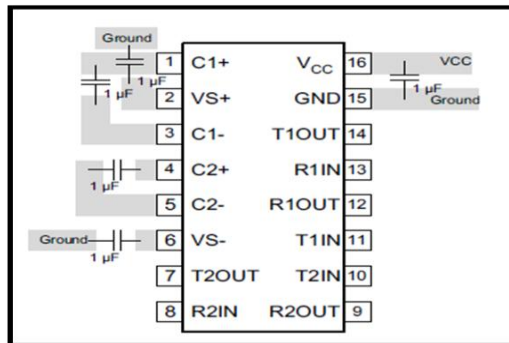 Ground
1 C1+ V_CC 16 VCC
1 µF 1 µF
2 VS+ GND 15
1 µF Ground
3 C1- T1OUT 14
4 C2+ R1IN 13
1 µF
5 C2- R1OUT 12
Ground 6 VS- T1IN 11
1 µF
7 T2OUT T2IN 10
8 R2IN R2OUT 9